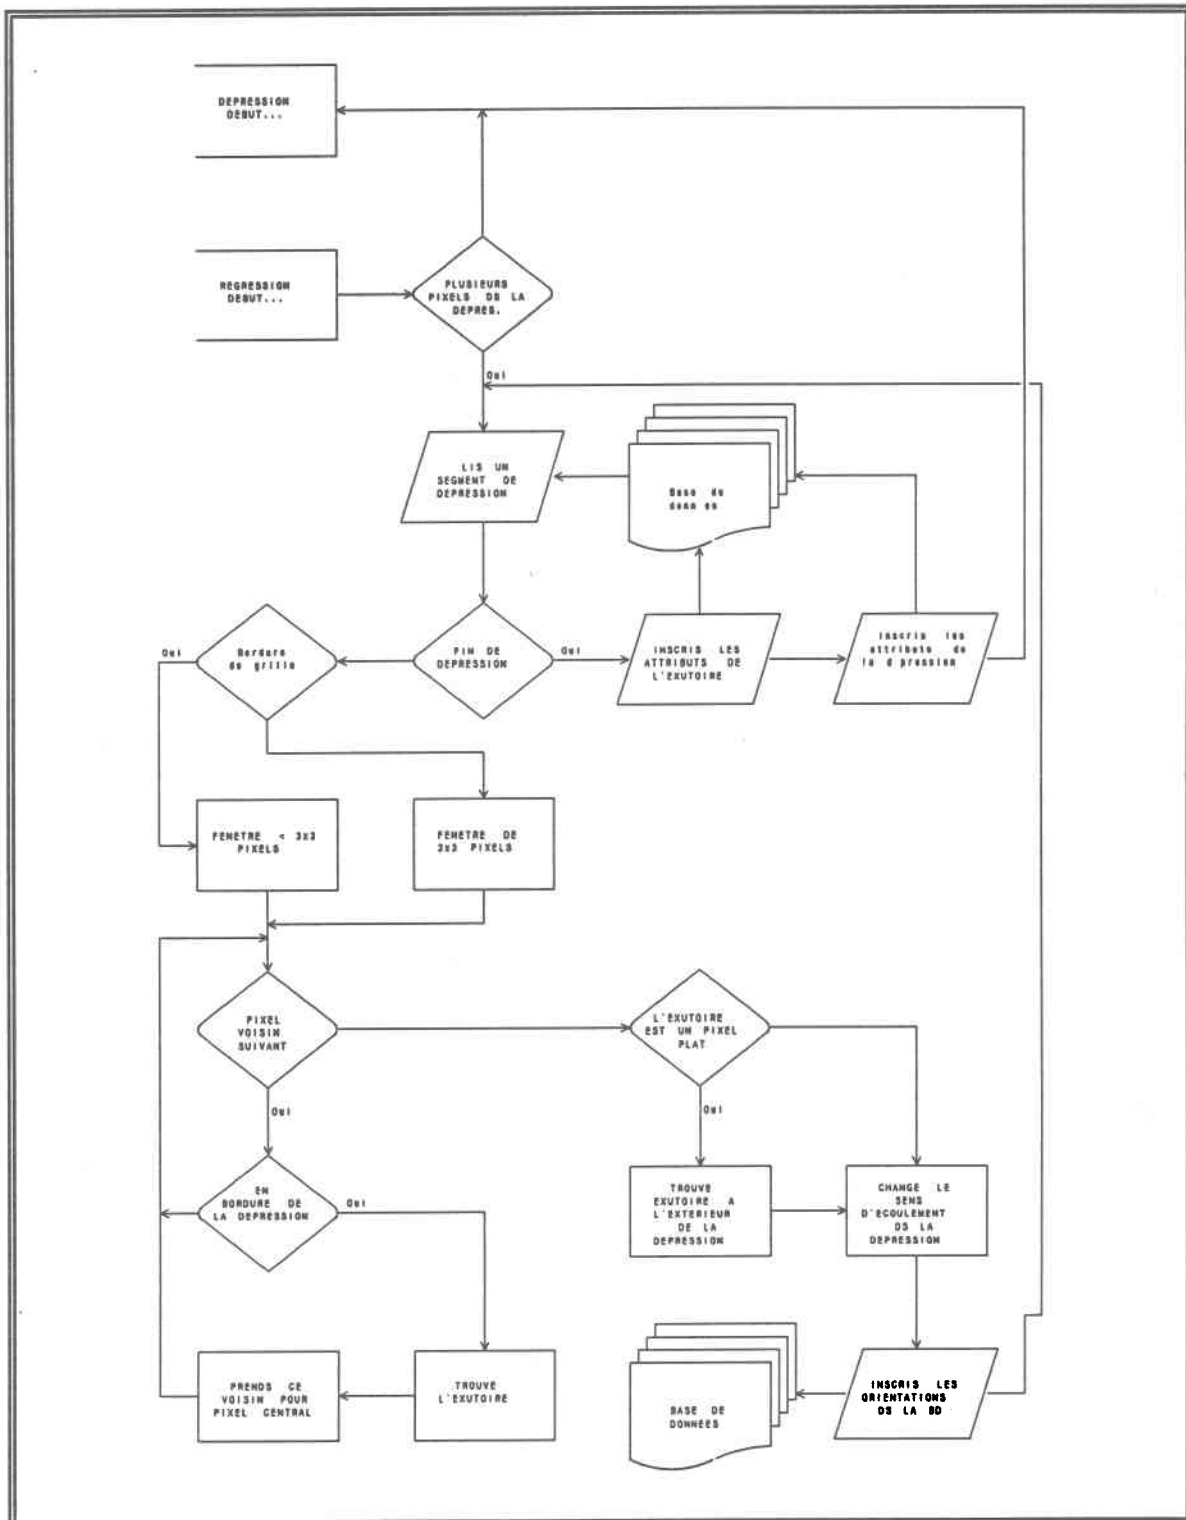 DEPRESSION
DEBUT...
REGRESSION
DEBUT...
PLUSIEURS
PIXELS DS LA
DEPRES.
Oui
LIS UN
SEGMENT DE
DEPRESSION
Base de
donn es
Oui
Bordure
de grille
FIN DE
DEPRESSION
Oui
INSCRIS LES
ATTRIBUTS DE
L'EXUTOIRE
Inscris les
attributs de
la d pression
FENETRE < 3x3
PIXELS
FENETRE DE
3x3 PIXELS
PIXEL
VOISIN
SUIVANT
L'EXUTOIRE
EST UN PIXEL
PLAT
Oui
Oui
EN
BORDURE DE
LA DEPRESSION
Oui
TROUVE
EXUTOIRE A
L'EXTERIEUR
DE LA
DEPRESSION
CHANGE LE
SENS
D'ECOULEMENT
DS LA
DEPRESSION
PRENDS CE
VOISIN POUR
PIXEL CENTRAL
TROUVE
L'EXUTOIRE
BASE DE
DONNEES
INSCRIS LES
ORIENTATIONS
DS LA BD